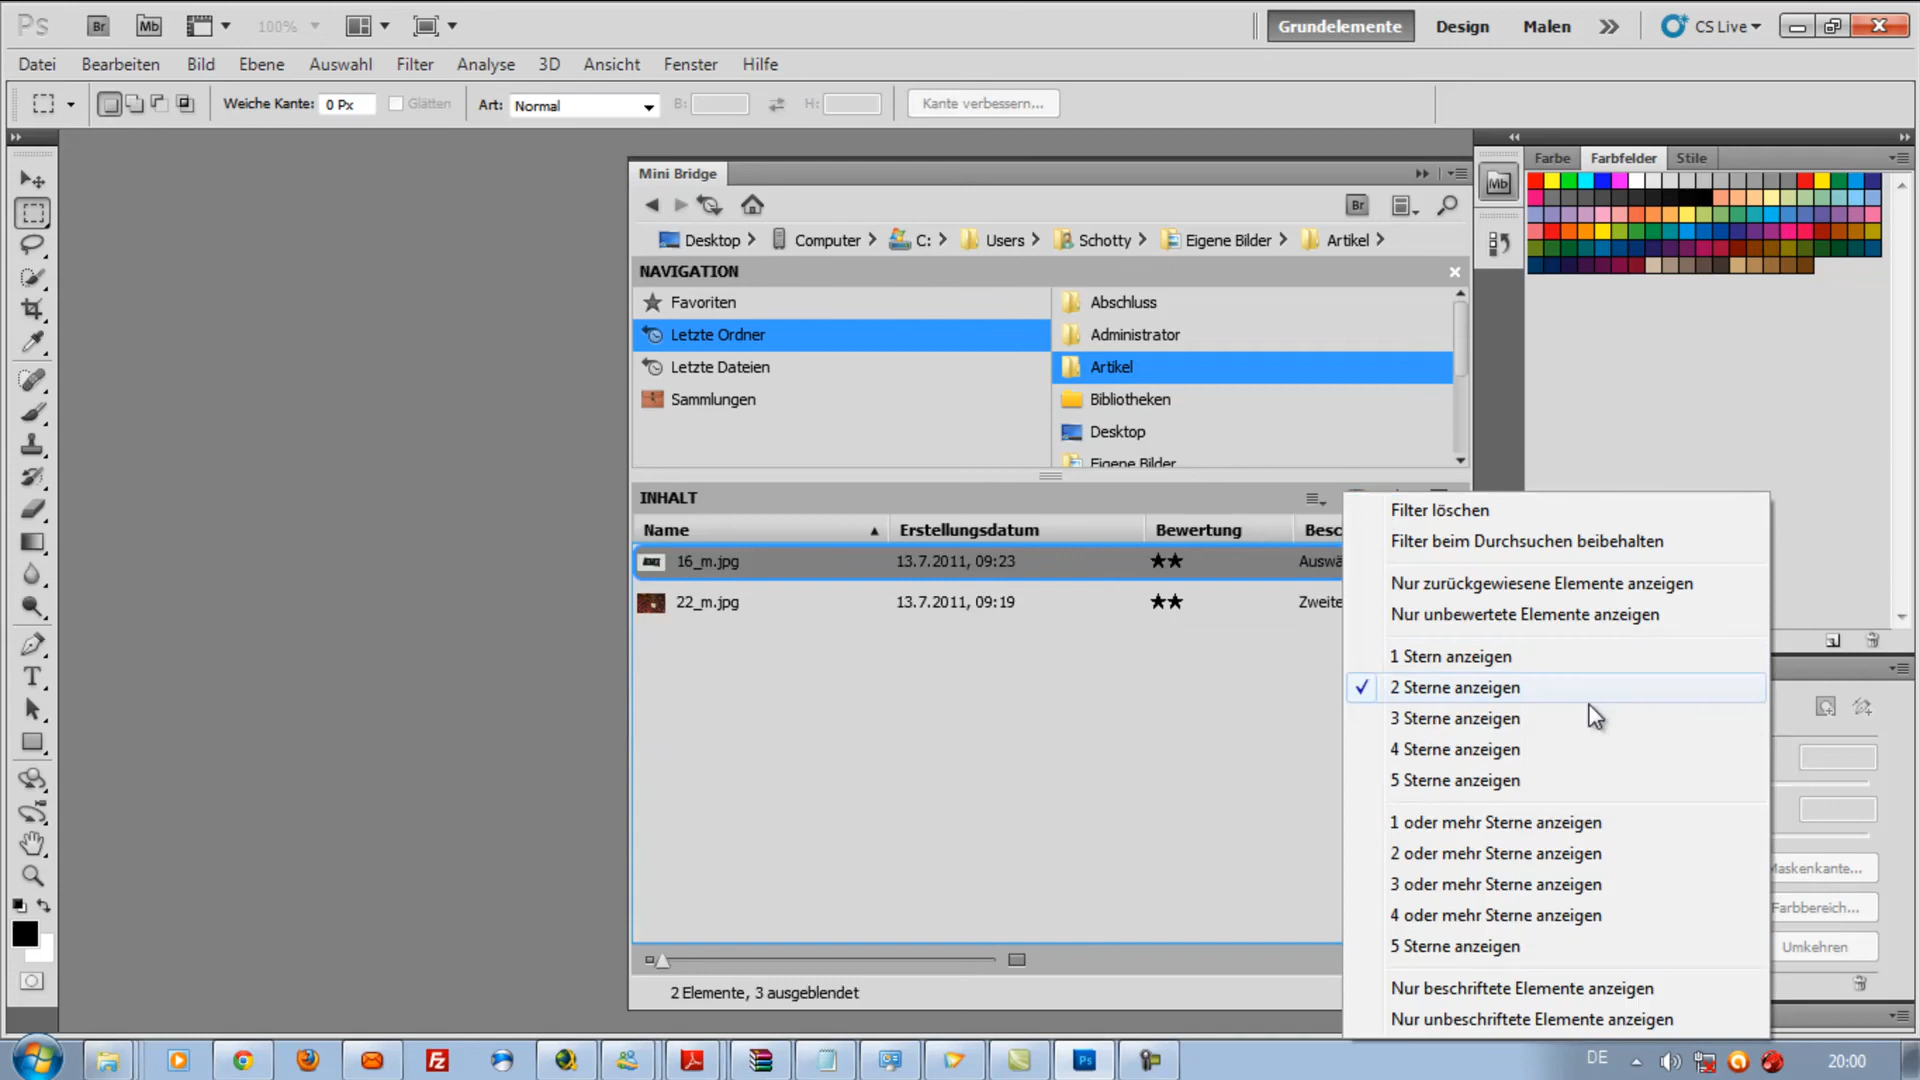 Ps Br Mb 100% Grundelemente Design Malen CS Live
Datei Bearbeiten Bild Ebene Auswahl Filter Analyse 3D Ansicht Fenster Hilfe
Weiche Kante: 0 Px Glätten Art: Normal B: H: Kante verbessern...
Mini Bridge
Mb
Farbe Farbfelder Stile
Br
Desktop Computer C: Users Schotty Eigene Bilder Artikel
NAVIGATION
Favoriten
Letzte Ordner
Letzte Dateien
Sammlungen
Abschluss
Administrator
Artikel
Bibliotheken
Desktop
Eigene Bilder
INHALT
Name Erstellungsdatum Bewertung Besc
16_m.jpg 13.7.2011, 09:23 ★★ Auswä
22_m.jpg 13.7.2011, 09:19 ★★ Zweite
2 Elemente, 3 ausgeblendet
Filter löschen
Filter beim Durchsuchen beibehalten
Nur zurückgewiesene Elemente anzeigen
Nur unbewertete Elemente anzeigen
1 Stern anzeigen
2 Sterne anzeigen
3 Sterne anzeigen
4 Sterne anzeigen
5 Sterne anzeigen
1 oder mehr Sterne anzeigen
2 oder mehr Sterne anzeigen
3 oder mehr Sterne anzeigen
4 oder mehr Sterne anzeigen
5 Sterne anzeigen
Nur beschriftete Elemente anzeigen
Nur unbeschriftete Elemente anzeigen
Maskenkante...
Farbbereich...
Umkehren
Fz Ps DE 20:00